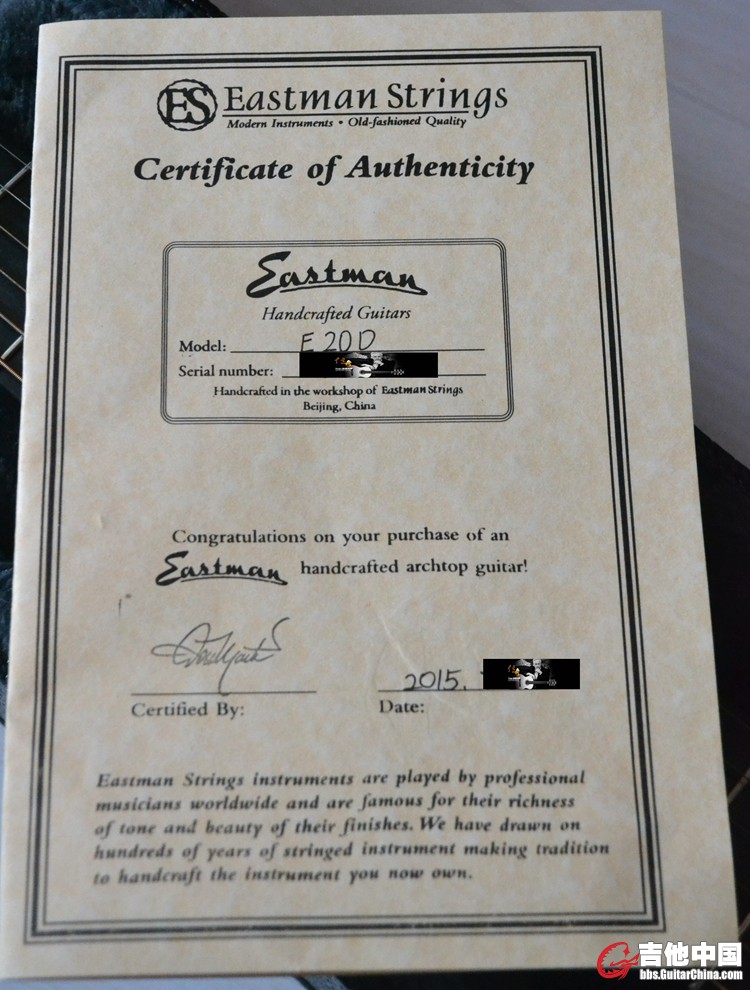 ES Eastman Strings
Modern Instruments • Old-fashioned Quality
Certificate of Authenticity
Eastman
Handcrafted Guitars
Model: E20D
Serial number:
Handcrafted in the workshop of Eastman Strings
Beijing, China
Congratulations on your purchase of an
Eastman handcrafted archtop guitar!
2015.
Certified By: Date:
Eastman Strings instruments are played by professional
musicians worldwide and are famous for their richness
of tone and beauty of their finishes. We have drawn on
hundreds of years of stringed instrument making tradition
to handcraft the instrument you now own.
吉他中国
bbs.GuitarChina.com